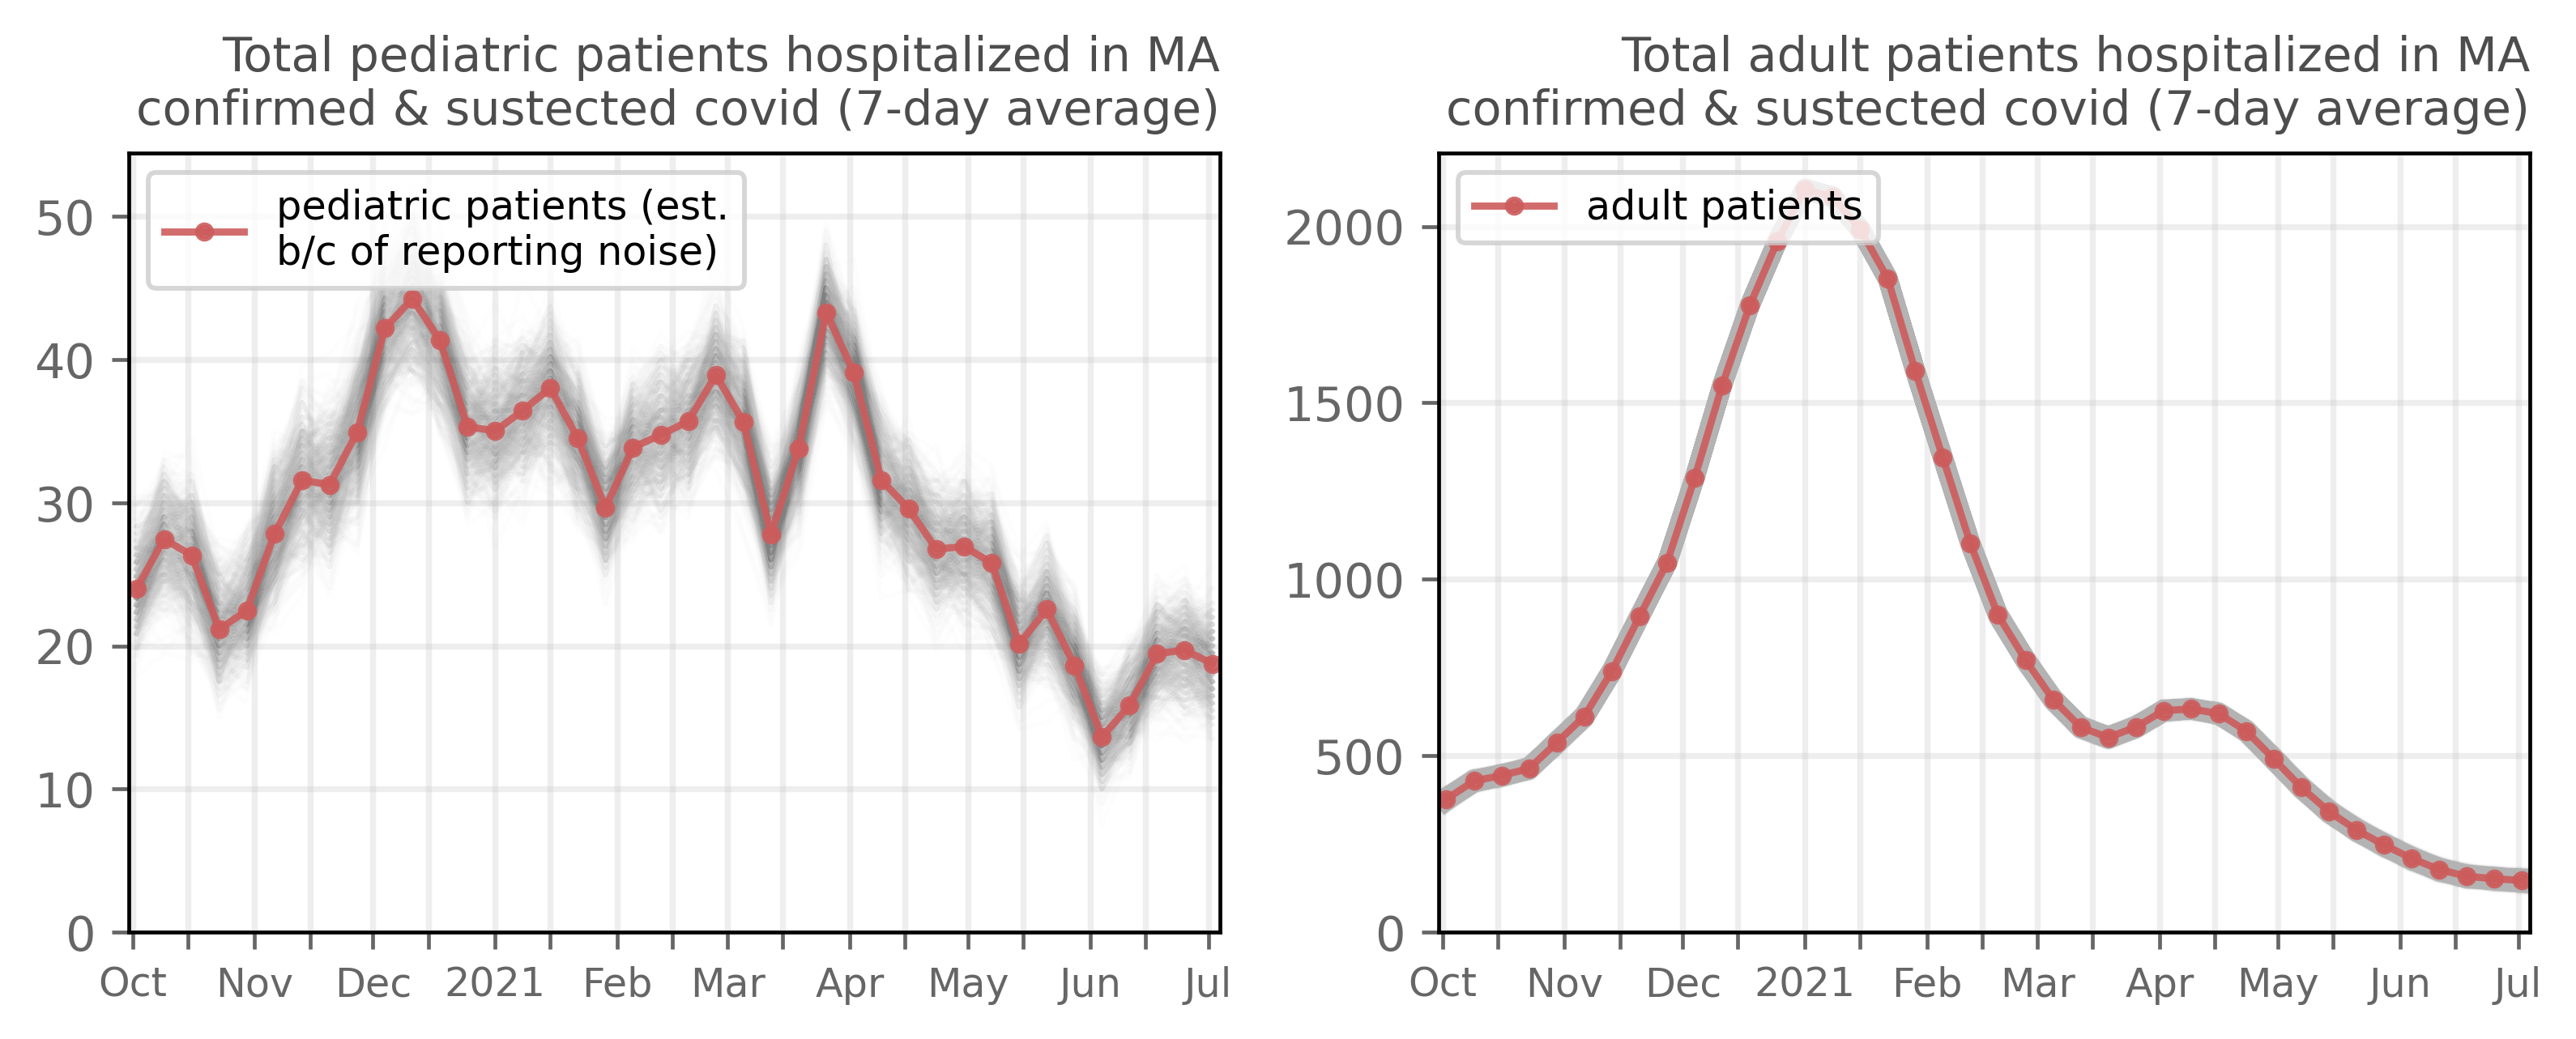 Total pediatric patients hospitalized in MA
confirmed & sustected covid (7-day average)
pediatric patients (est.
b/c of reporting noise)
50
40
30
20
10
0
Oct Nov Dec 2021 Feb Mar Apr May Jun Jul
Total adult patients hospitalized in MA
confirmed & sustected covid (7-day average)
adult patients
2000
1500
1000
500
0
Oct Nov Dec 2021 Feb Mar Apr May Jun Jul